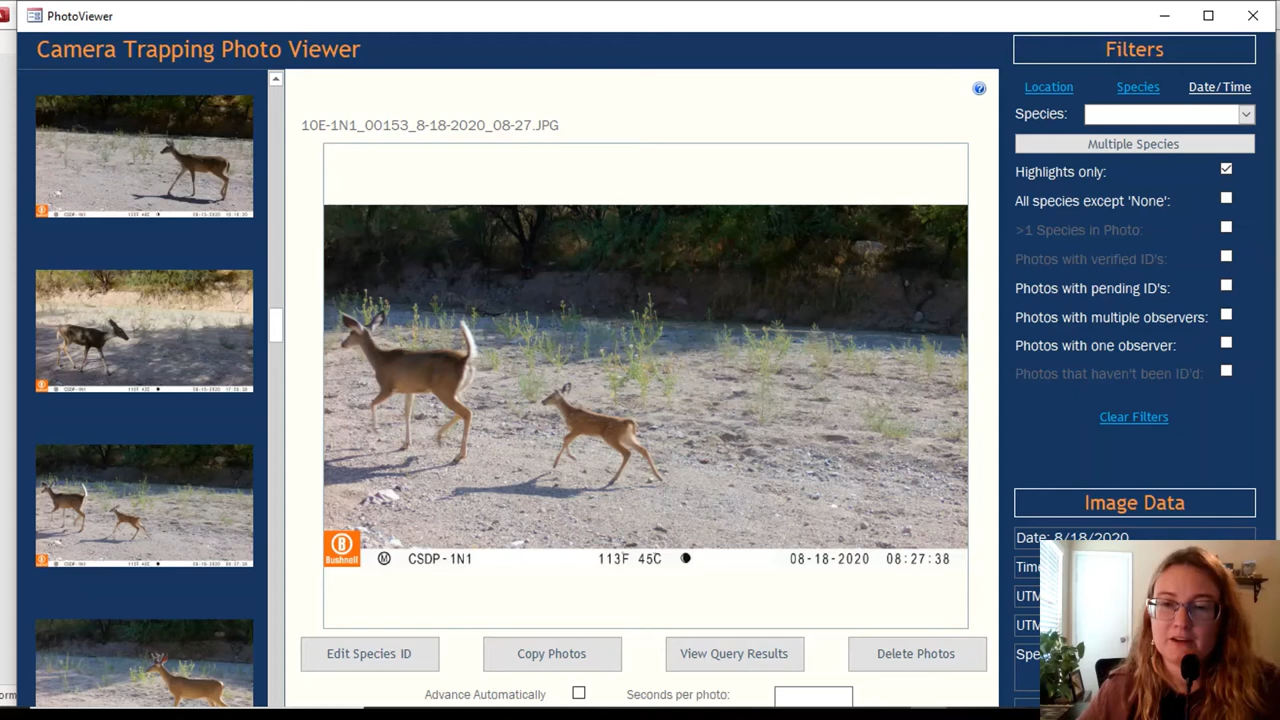 PhotoViewer
Camera Trapping Photo Viewer
10E-1N1_00153_8-18-2020_08-27.JPG
B
Bushnell
M CSDP-1N1 113F 45C 08-18-2020 08:27:38
Edit Species ID Copy Photos View Query Results Delete Photos
Advance Automatically Seconds per photo:
Filters
Location Species Date/Time
Species:
Multiple Species
Highlights only:
All species except 'None':
>1 Species in Photo:
Photos with verified ID's:
Photos with pending ID's:
Photos with multiple observers:
Photos with one observer:
Photos that haven't been ID'd:
Clear Filters
Image Data
Date: 8/18/2020